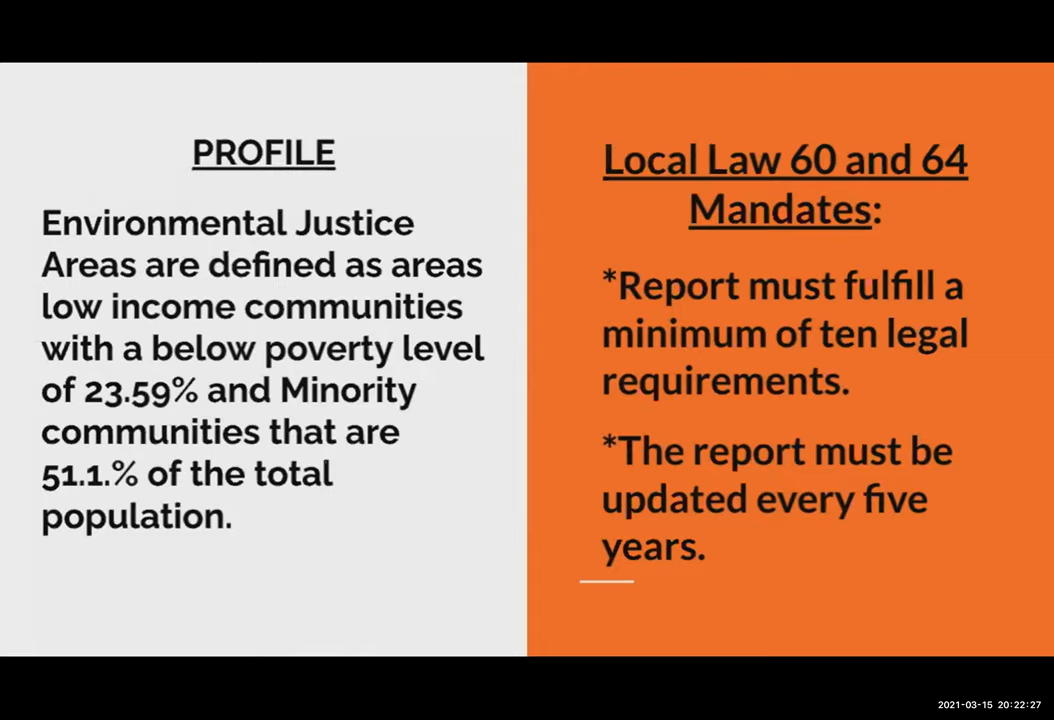 PROFILE
Environmental Justice
Areas are defined as areas
low income communities
with a below poverty level
of 23.59% and Minority
communities that are
51.1.% of the total
population.
Local Law 60 and 64
Mandates:
*Report must fulfill a
minimum of ten legal
requirements.
*The report must be
updated every five
years.
2021-03-15 20:22:27